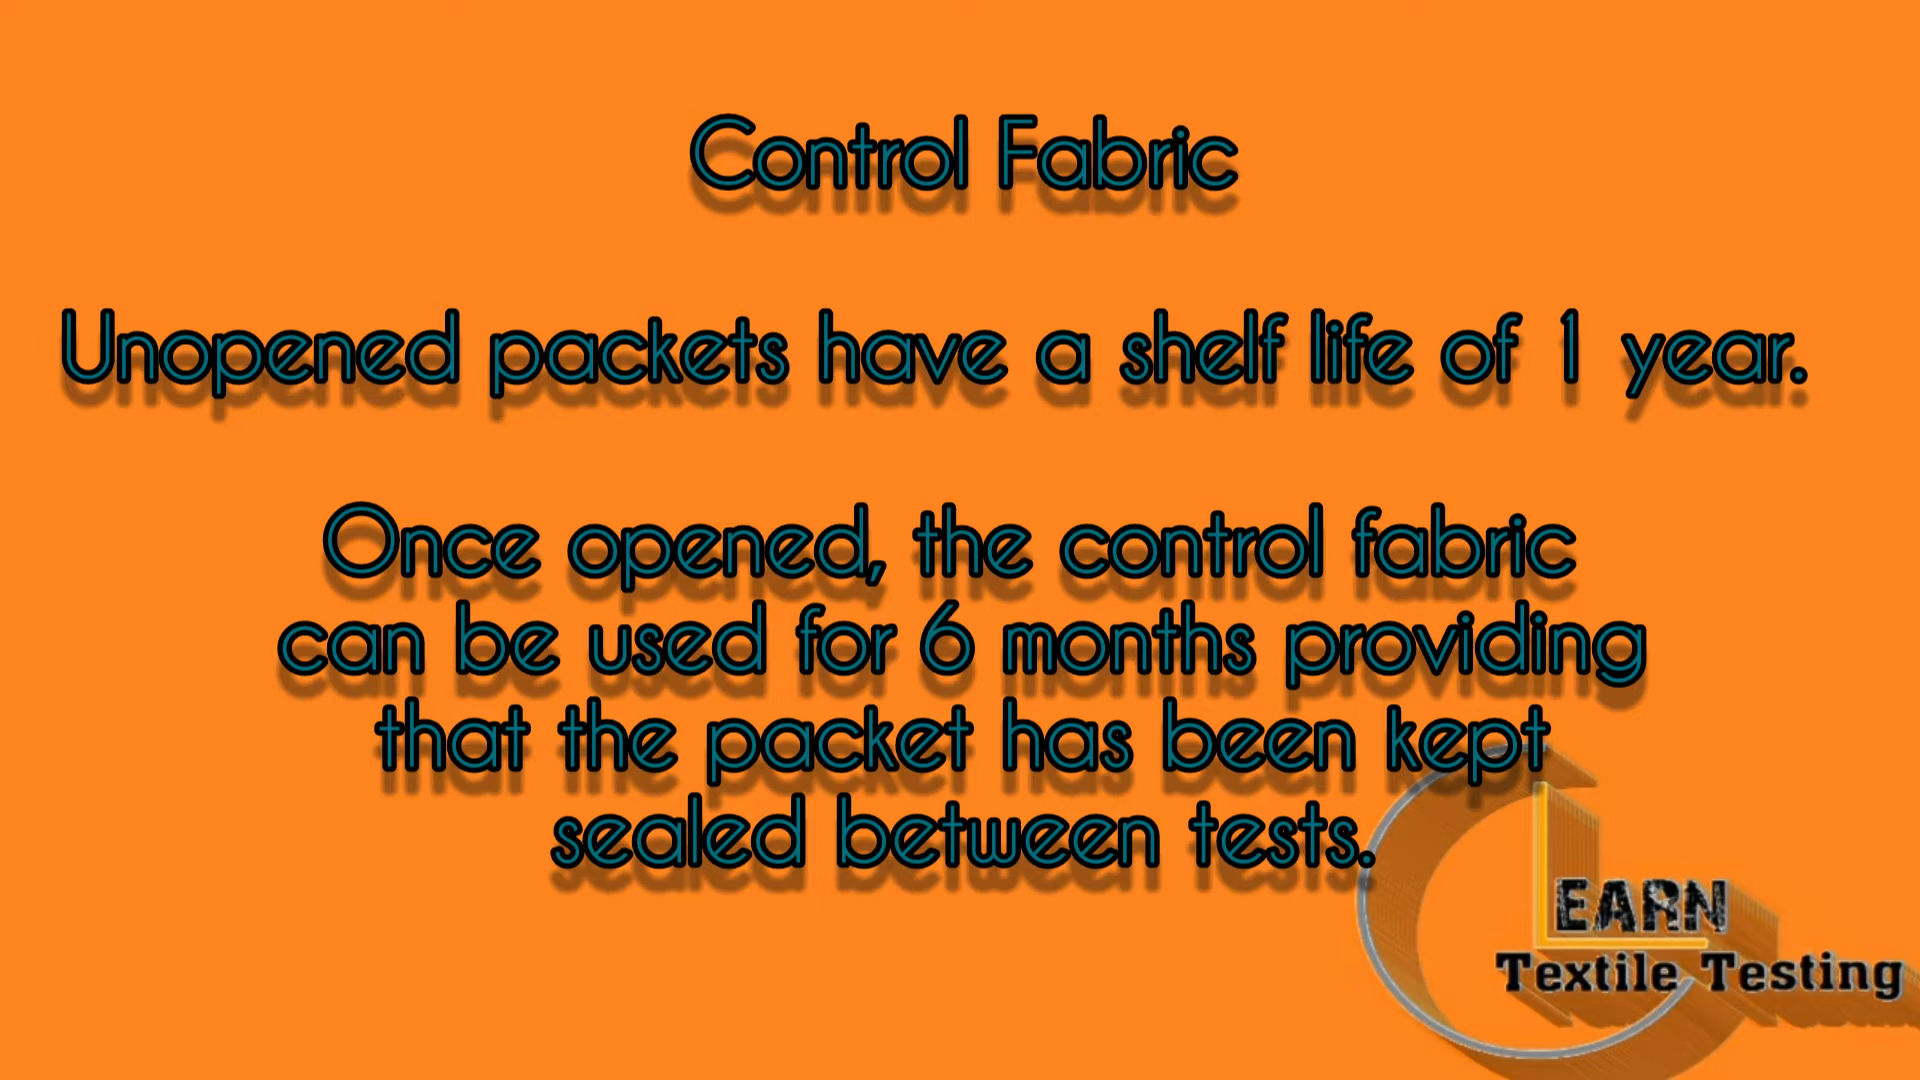 Control Fabric
Unopened packets have a shelf life of 1 year.
Once opened, the control fabric
can be used for 6 months providing
that the packet has been kept
sealed between tests.
LEARN
Textile Testing